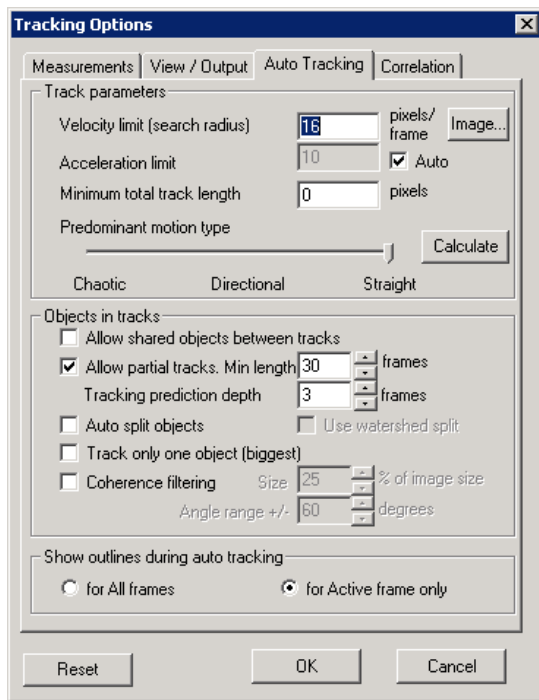 Tracking Options
Measurements View / Output Auto Tracking Correlation
Track parameters
Velocity limit (search radius) 16 pixels/ frame Image...
Acceleration limit 10 Auto
Minimum total track length 0 pixels
Predominant motion type
Calculate
Chaotic Directional Straight
Objects in tracks
Allow shared objects between tracks
Allow partial tracks. Min length 30 frames
Tracking prediction depth 3 frames
Auto split objects Use watershed split
Track only one object (biggest)
Coherence filtering Size 25 % of image size
Angle range +/- 60 degrees
Show outlines during auto tracking
for All frames for Active frame only
Reset OK Cancel